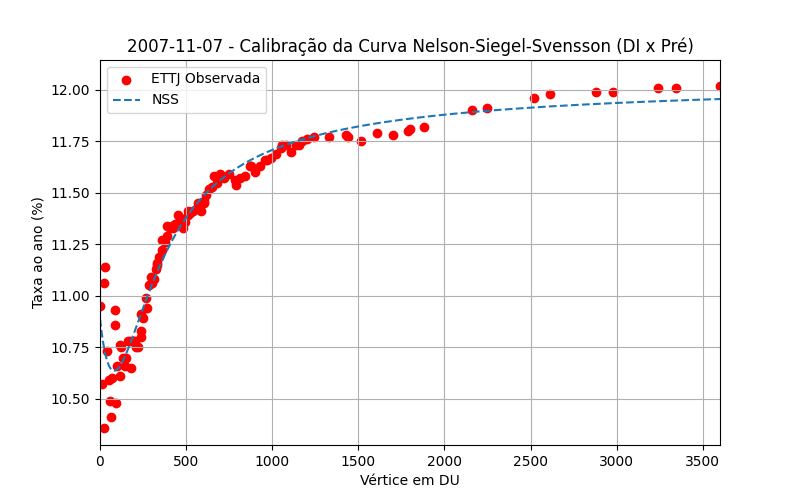 2007-11-07 - Calibração da Curva Nelson-Siegel-Svensson (DI x Pré)
ETTJ Observada
NSS
Taxa ao ano (%)
12.00
11.75
11.50
11.25
11.00
10.75
10.50
0 500 1000 1500 2000 2500 3000 3500
Vértice em DU